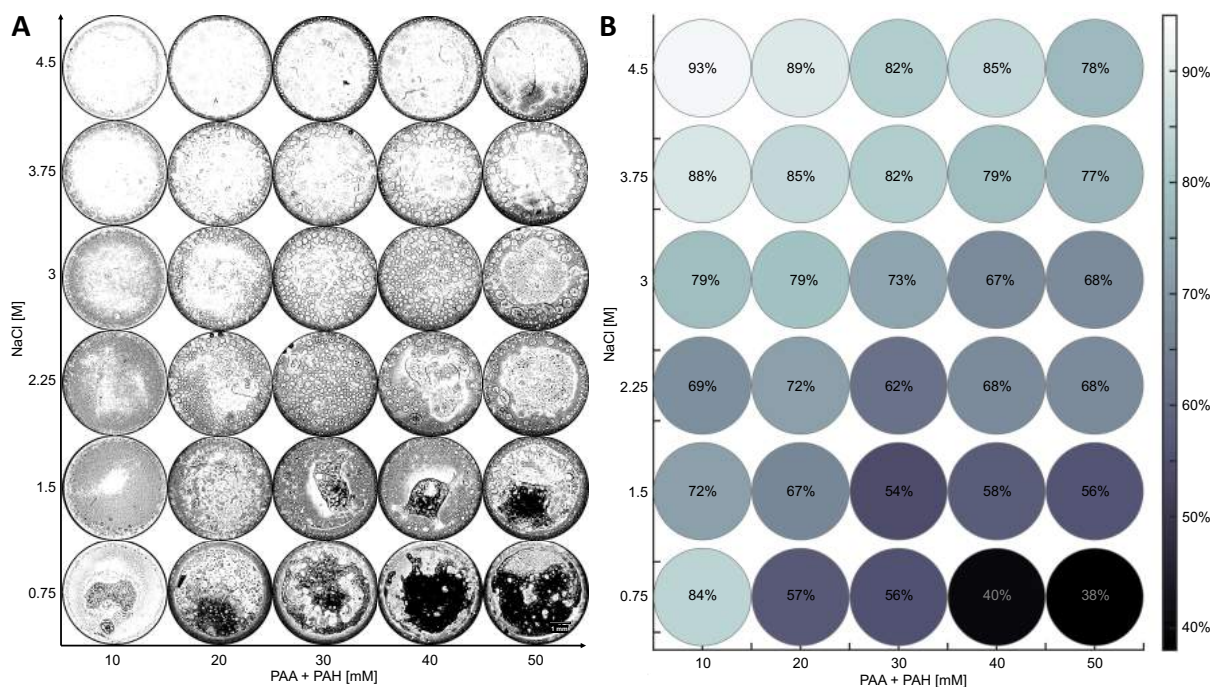 A
4.5
3.75
3
2.25
1.5
0.75
NaCl [M]
10 20 30 40 50
PAA + PAH [mM]
1 mm
B
4.5 93% 89% 82% 85% 78%
3.75 88% 85% 82% 79% 77%
3 79% 79% 73% 67% 68%
2.25 69% 72% 62% 68% 68%
1.5 72% 67% 54% 58% 56%
0.75 84% 57% 56% 40% 38%
NaCl [M]
10 20 30 40 50
PAA + PAH [mM]
90%
80%
70%
60%
50%
40%